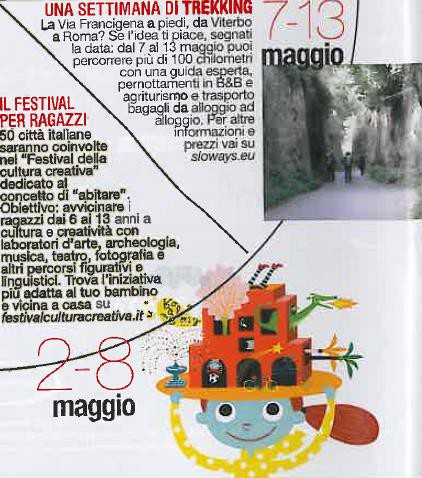 UNA SETTIMANA DI TREKKING
La Via Francigena a piedi, da Viterbo
a Roma? Se l'idea ti piace, segnati
la data: dal 7 al 13 maggio puoi
percorrere più di 100 chilometri
con una guida esperta,
pernottamenti in B&B e
agriturismo e trasporto
bagagli da alloggio ad
alloggio. Per altre
informazioni e
prezzi vai su
sloways.eu
7-13
maggio
IL FESTIVAL
PER RAGAZZI
50 città italiane
saranno coinvolte
nel "Festival della
cultura creativa"
dedicato al
concetto di "abitare".
Obiettivo: avvicinare i
ragazzi dai 6 ai 13 anni a
cultura e creatività con
laboratori d'arte, archeologia,
musica, teatro, fotografia e
altri percorsi figurativi e
linguistici. Trova l'iniziativa
più adatta al tuo bambino
e vicina a casa su
festivalculturacreativa.it
2-8
maggio